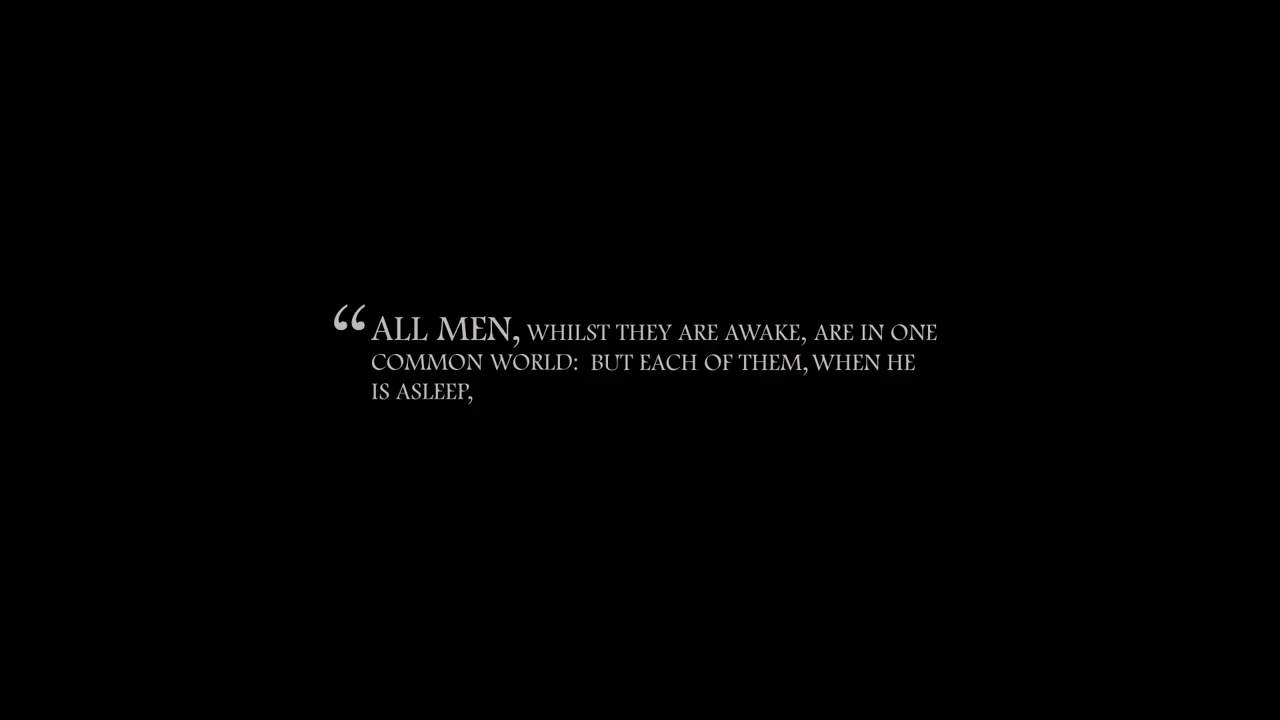 “ALL MEN, WHILST THEY ARE AWAKE, ARE IN ONE
COMMON WORLD: BUT EACH OF THEM, WHEN HE
IS ASLEEP,